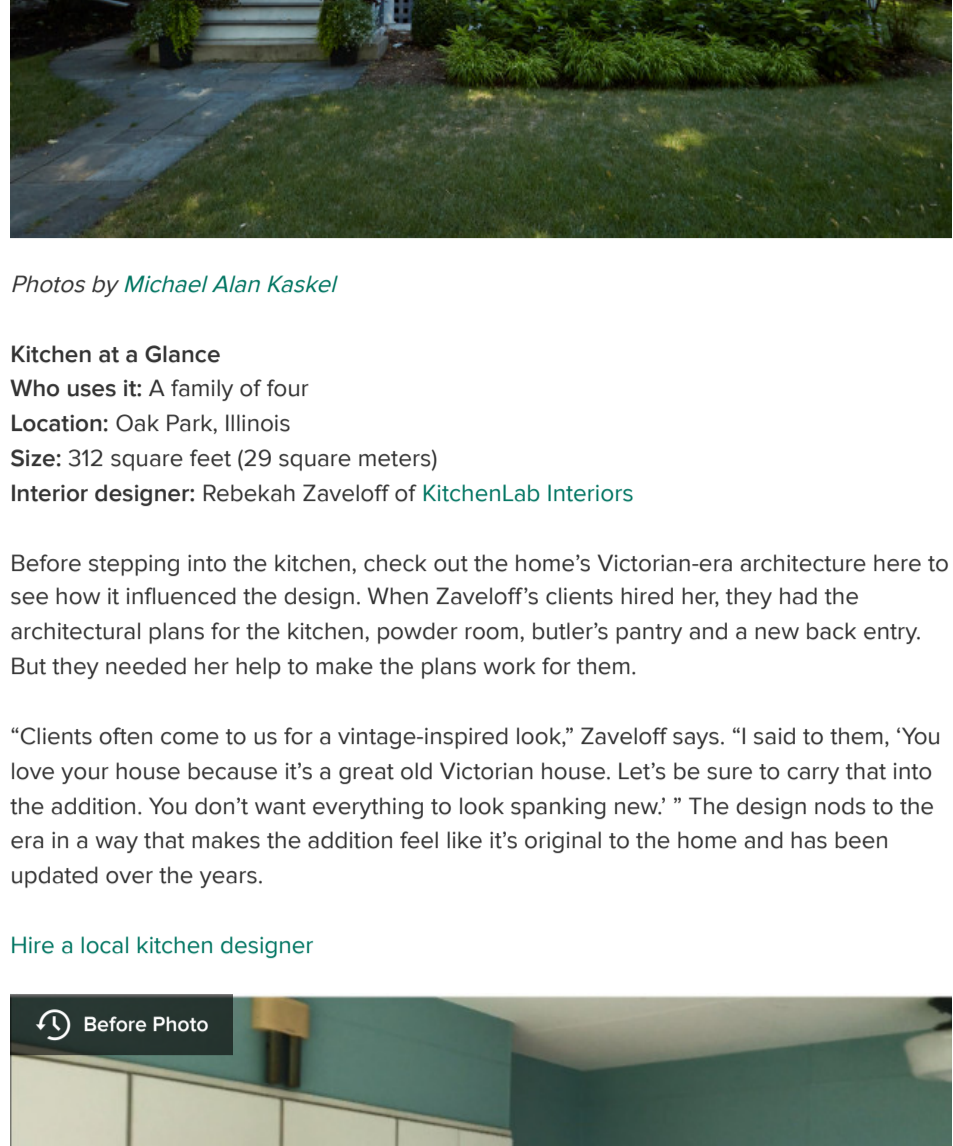 Photos by Michael Alan Kaskel
Kitchen at a Glance
Who uses it: A family of four
Location: Oak Park, Illinois
Size: 312 square feet (29 square meters)
Interior designer: Rebekah Zaveloff of KitchenLab Interiors
Before stepping into the kitchen, check out the home’s Victorian-era architecture here to
see how it influenced the design. When Zaveloff’s clients hired her, they had the
architectural plans for the kitchen, powder room, butler’s pantry and a new back entry.
But they needed her help to make the plans work for them.
“Clients often come to us for a vintage-inspired look,” Zaveloff says. “I said to them, ‘You
love your house because it’s a great old Victorian house. Let’s be sure to carry that into
the addition. You don’t want everything to look spanking new.’ ” The design nods to the
era in a way that makes the addition feel like it’s original to the home and has been
updated over the years.
Hire a local kitchen designer
Before Photo